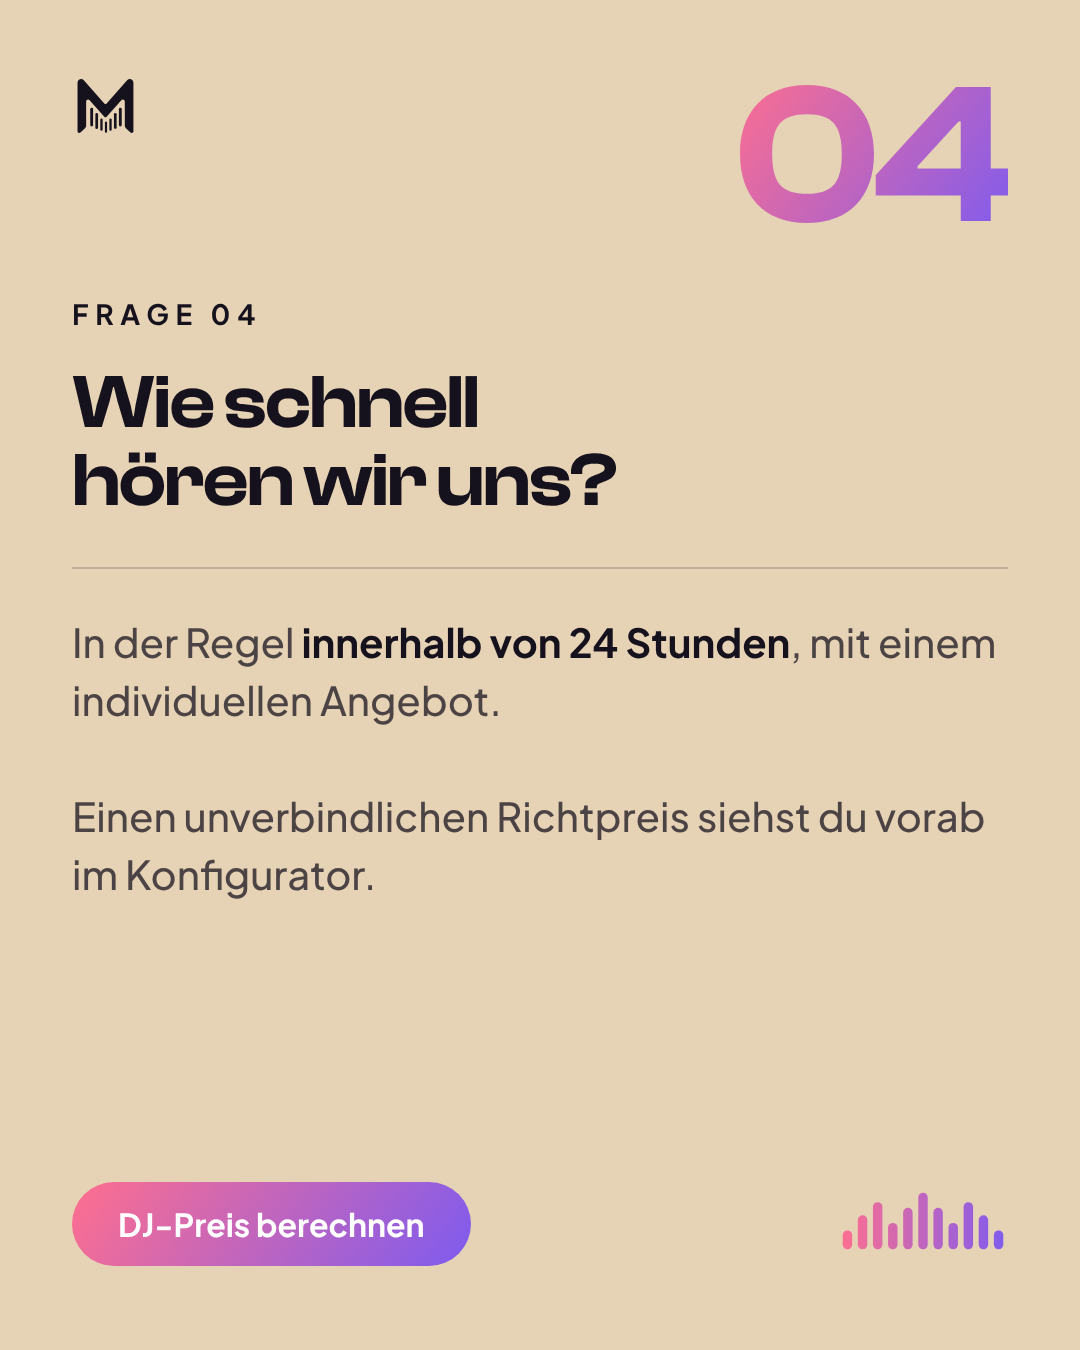 M
04
FRAGE 04
Wie schnell
hören wir uns?
In der Regel innerhalb von 24 Stunden, mit einem
individuellen Angebot.
Einen unverbindlichen Richtpreis siehst du vorab
im Konfigurator.
DJ-Preis berechnen